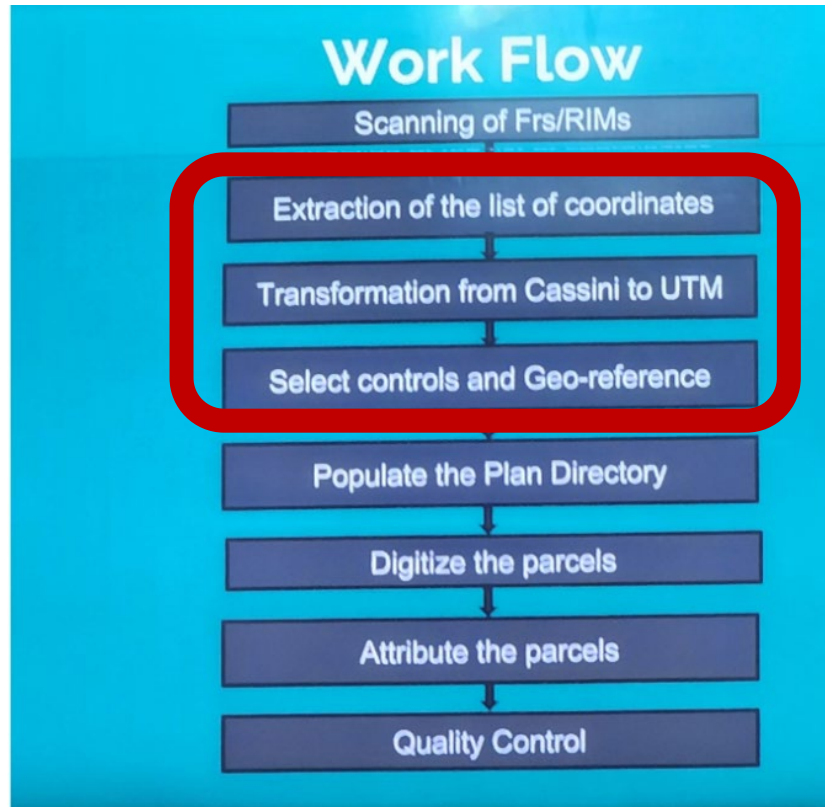 Work Flow
Scanning of Frs/RIMs
Extraction of the list of coordinates
Transformation from Cassini to UTM
Select controls and Geo-reference
Populate the Plan Directory
Digitize the parcels
Attribute the parcels
Quality Control